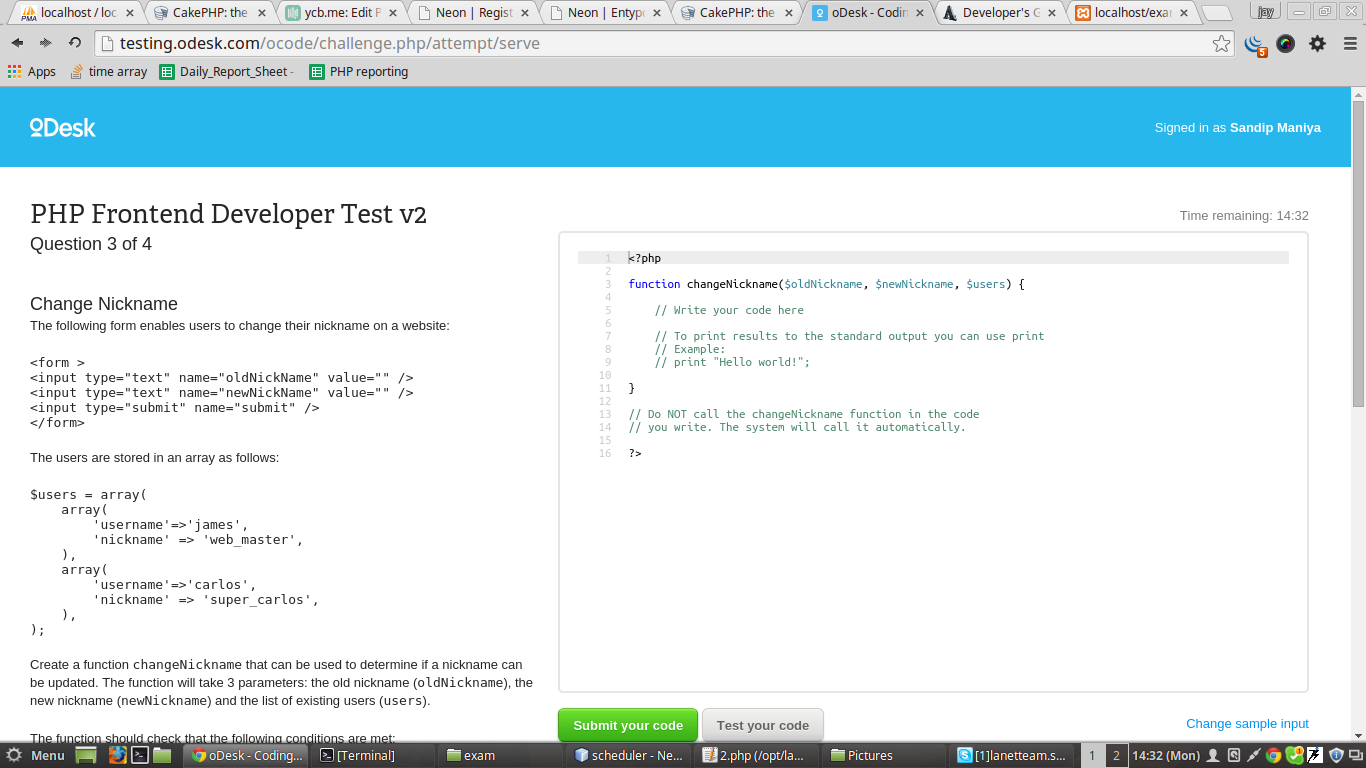 localhost / loc
CakePHP: the
ycb.me: Edit P
Neon | Regist
Neon | Entypo
CakePHP: the
oDesk - Codin
Developer's G
localhost/exa
jay
testing.odesk.com/ocode/challenge.php/attempt/serve
5
Apps
time array
Daily_Report_Sheet -
PHP reporting
oDesk
Signed in as Sandip Maniya
PHP Frontend Developer Test v2
Question 3 of 4
Time remaining: 14:32
Change Nickname
The following form enables users to change their nickname on a website:
<form >
<input type="text" name="oldNickName" value="" />
<input type="text" name="newNickName" value="" />
<input type="submit" name="submit" />
</form>
The users are stored in an array as follows:
$users = array(
array(
'username'=>'james',
'nickname' => 'web_master',
),
array(
'username'=>'carlos',
'nickname' => 'super_carlos',
),
);
Create a function changeNickname that can be used to determine if a nickname can
be updated. The function will take 3 parameters: the old nickname (oldNickname), the
new nickname (newNickname) and the list of existing users (users).
The function should check that the following conditions are met:
1 <?php
2
3 function changeNickname($oldNickname, $newNickname, $users) {
4
5 // Write your code here
6
7 // To print results to the standard output you can use print
8 // Example:
9 // print "Hello world!";
10
11 }
12
13 // Do NOT call the changeNickname function in the code
14 // you write. The system will call it automatically.
15
16 ?>
Submit your code
Test your code
Change sample input
Menu
oDesk - Coding...
[Terminal]
exam
scheduler - Ne...
2.php (/opt/la...
Pictures
[1]lanetteam.s...
1
2
14:32 (Mon)